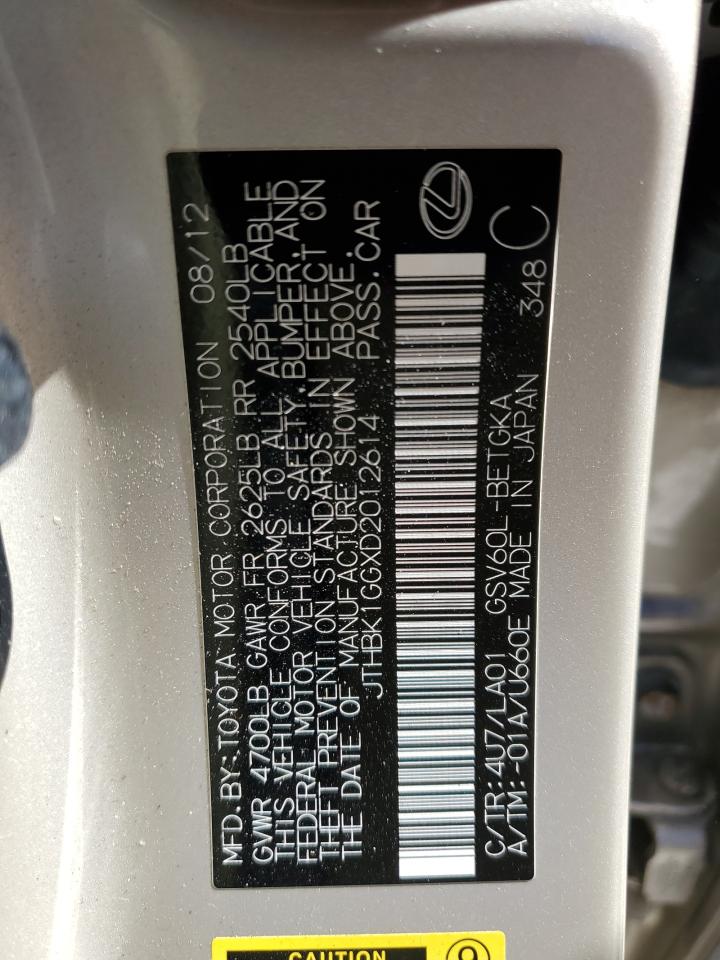 MFD.BY:TOYOTA MOTOR CORPORATION 08/12
GVWR 4700LB GAWR FR 2625LB RR 2540LB
THIS VEHICLE CONFORMS TO ALL APPLICABLE
FEDERAL MOTOR VEHICLE SAFETY,BUMPER,AND
THEFT PREVENTION STANDARDS IN EFFECT ON
THE DATE OF MANUFACTURE SHOWN ABOVE.
JTHBK1GGXD2012614 PASS.CAR
C/TR:4U7/LA01 GSV60L-BETGKA
A/TM:-01A/U660E MADE IN JAPAN 348 C
CAUTION